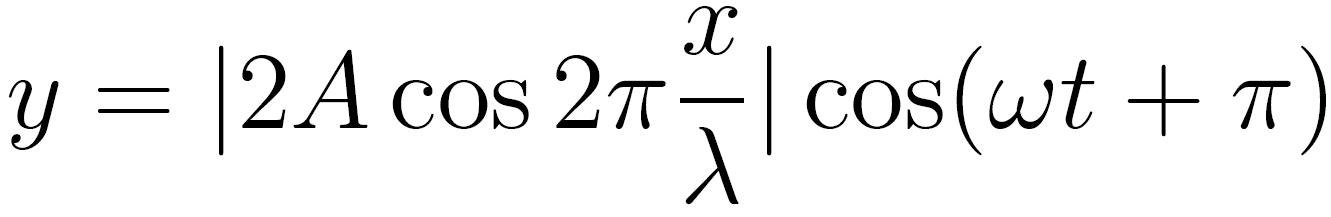 y = |2A cos 2π x/λ| cos(ωt + π)